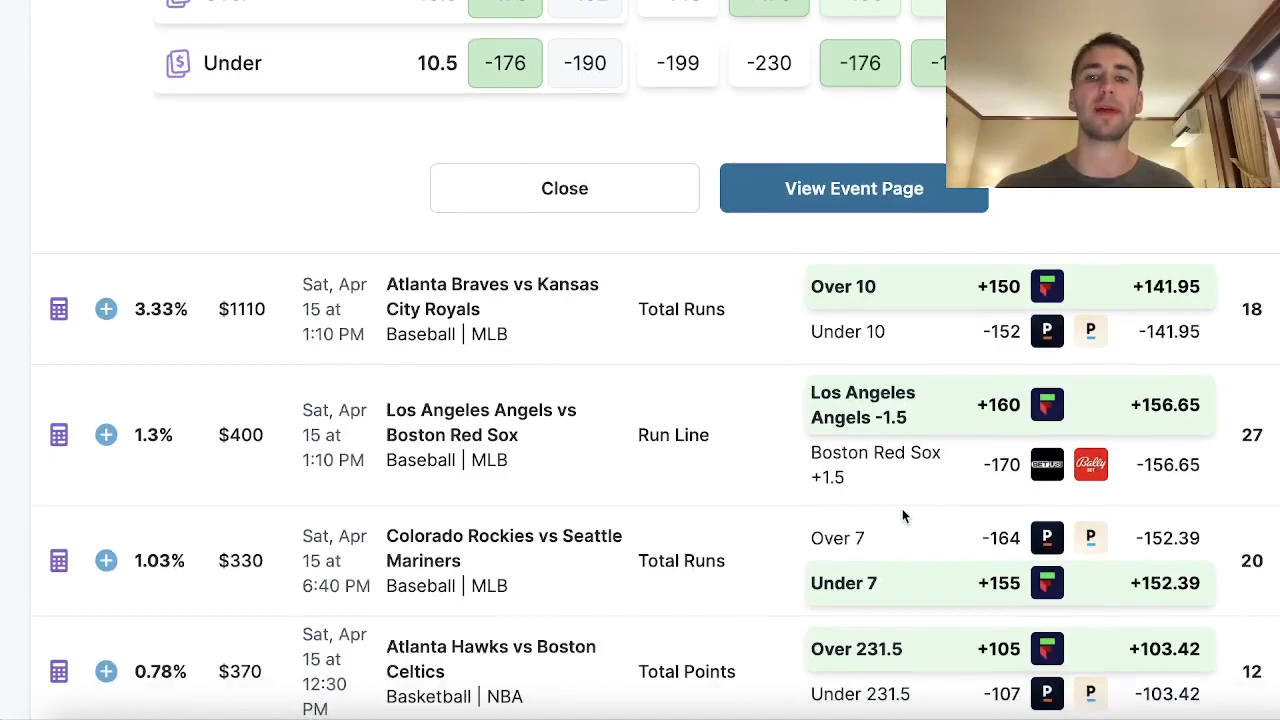 Under 10.5 -176 -190 -199 -230 -176
Close View Event Page
3.33% $1110 Sat, Apr 15 at 1:10 PM Atlanta Braves vs Kansas City Royals Baseball | MLB Total Runs Over 10 +150 +141.95 18
Under 10 -152 P P -141.95
1.3% $400 Sat, Apr 15 at 1:10 PM Los Angeles Angels vs Boston Red Sox Baseball | MLB Run Line Los Angeles Angels -1.5 +160 +156.65 27
Boston Red Sox +1.5 -170 BETUS Bally BET -156.65
1.03% $330 Sat, Apr 15 at 6:40 PM Colorado Rockies vs Seattle Mariners Baseball | MLB Total Runs Over 7 -164 P P -152.39 20
Under 7 +155 +152.39
0.78% $370 Sat, Apr 15 at 12:30 PM Atlanta Hawks vs Boston Celtics Basketball | NBA Total Points Over 231.5 +105 +103.42 12
Under 231.5 -107 P P -103.42